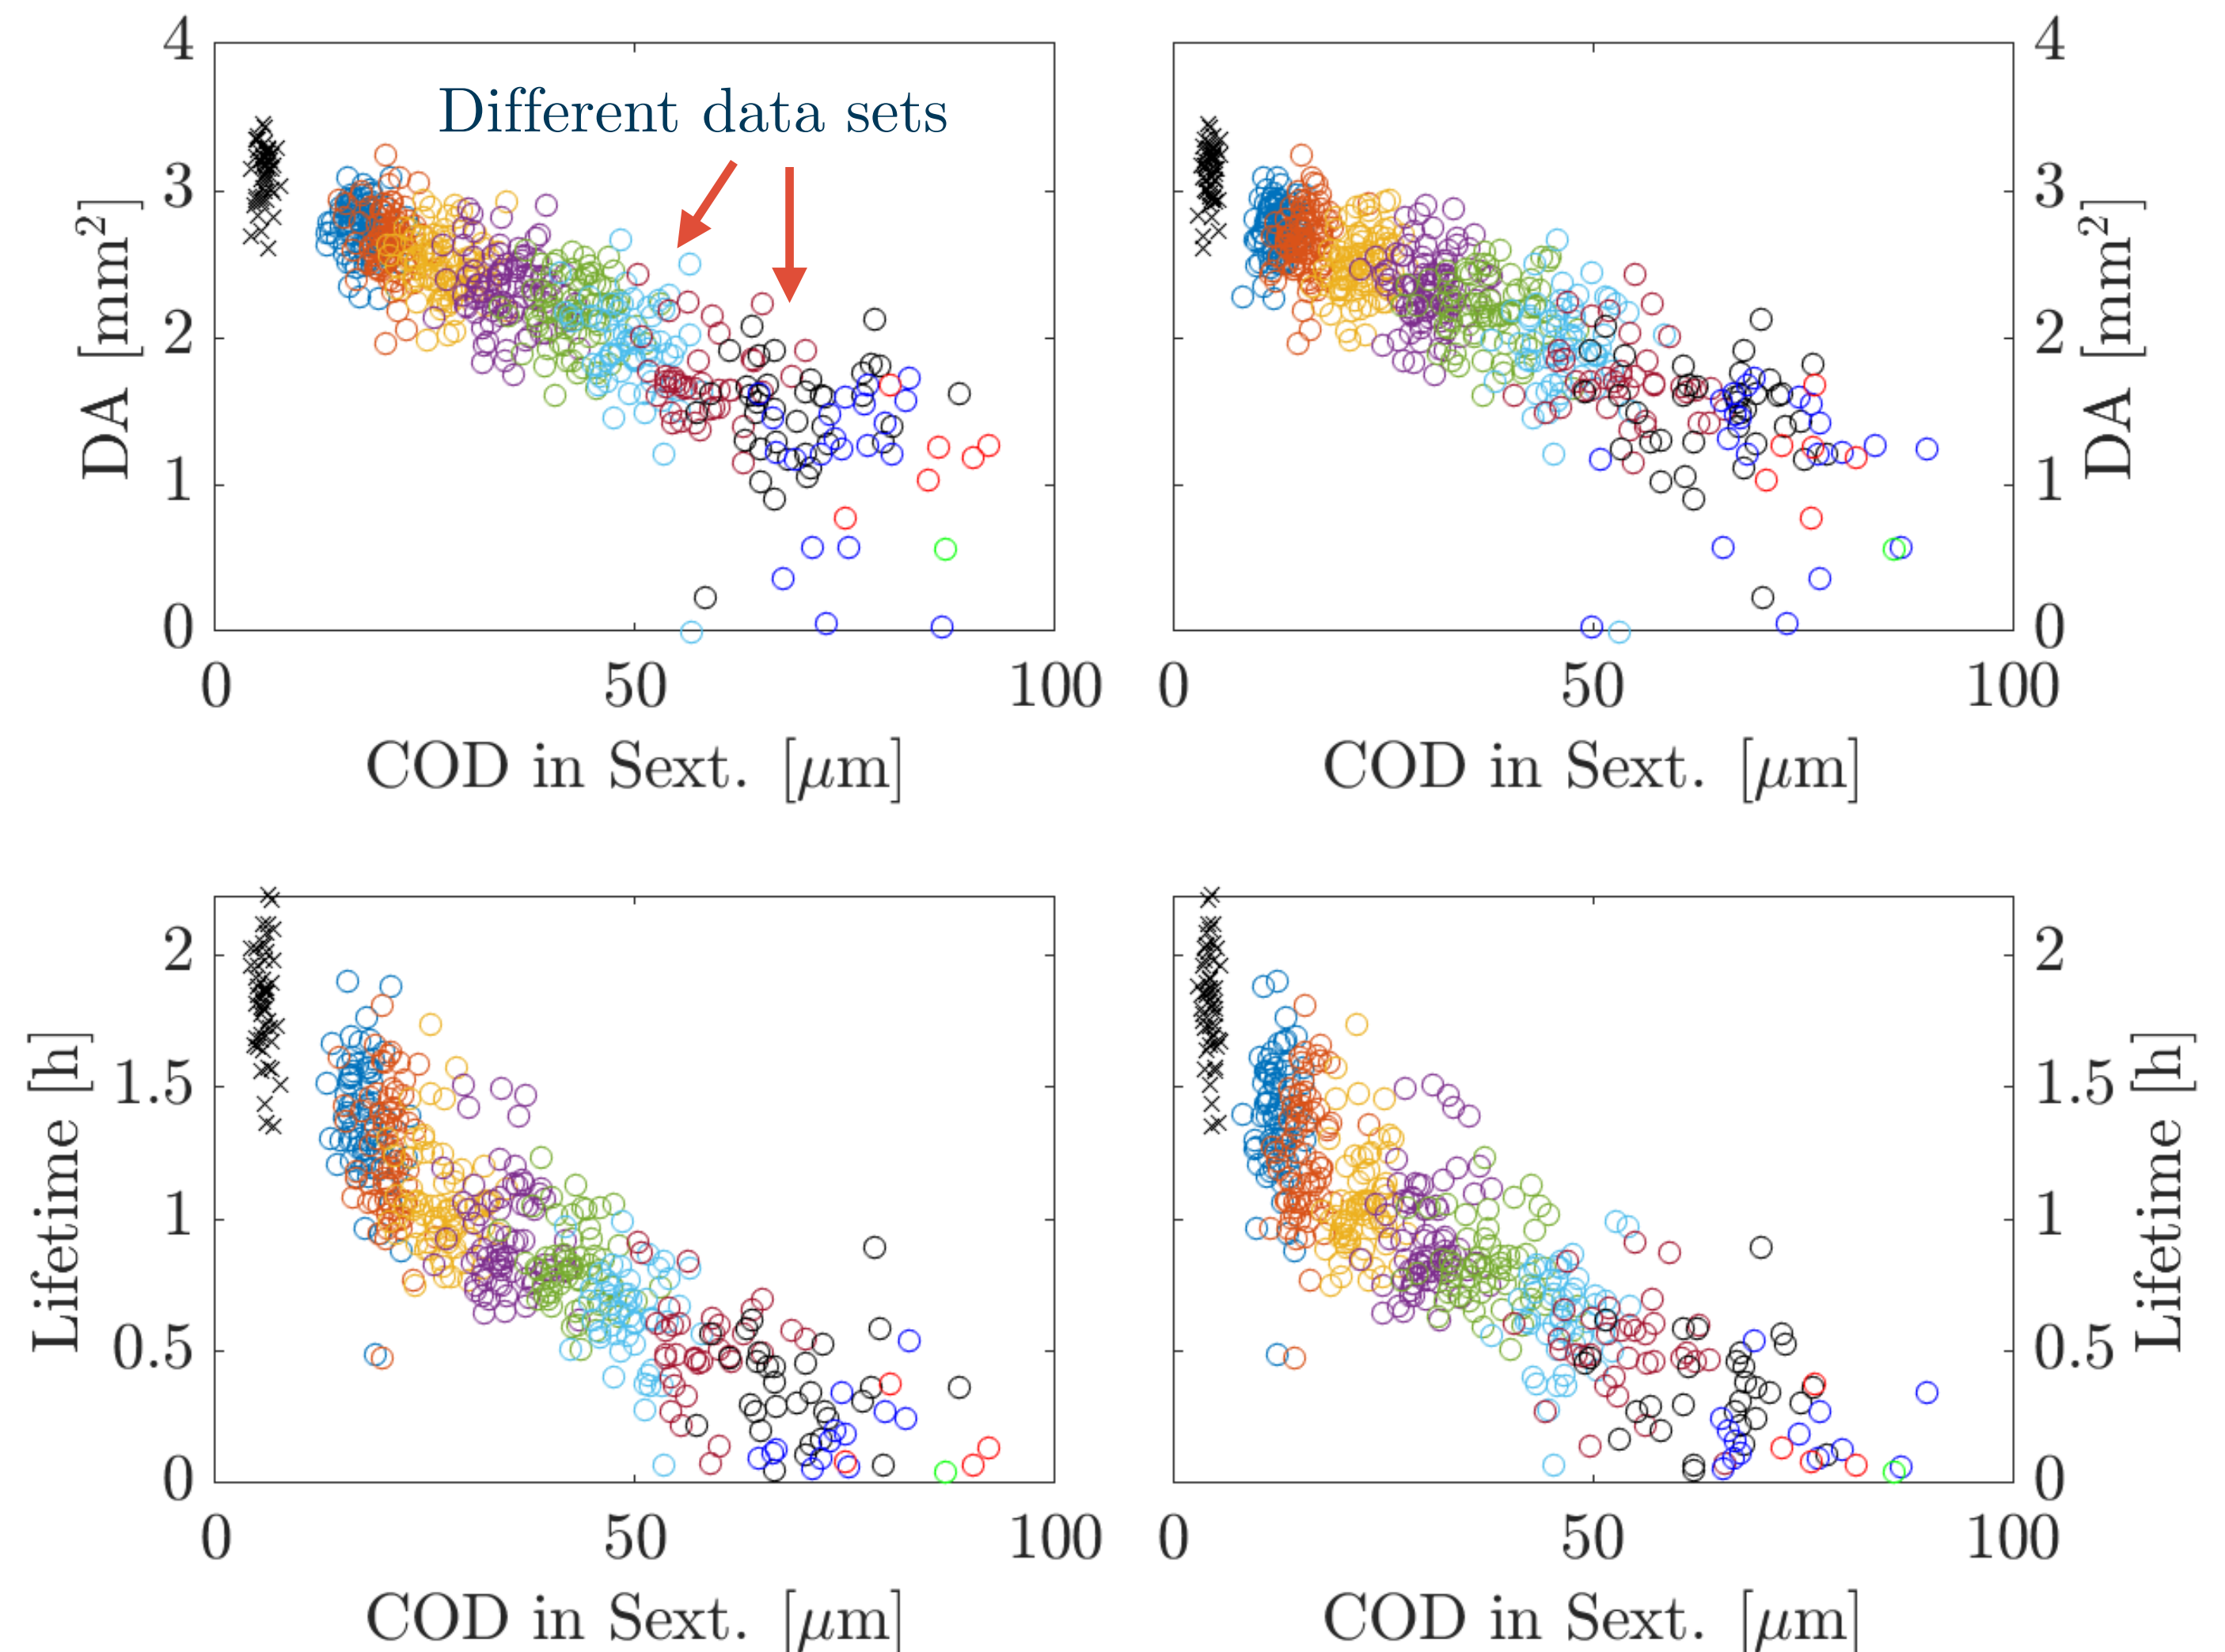 Different data sets
4
3
2
1
0
DA [mm²]
0 50 100
COD in Sext. [μm]
4
3
2
1
0
DA [mm²]
0 50 100
COD in Sext. [μm]
2
1.5
1
0.5
0
Lifetime [h]
0 50 100
COD in Sext. [μm]
2
1.5
1
0.5
0
Lifetime [h]
0 50 100
COD in Sext. [μm]